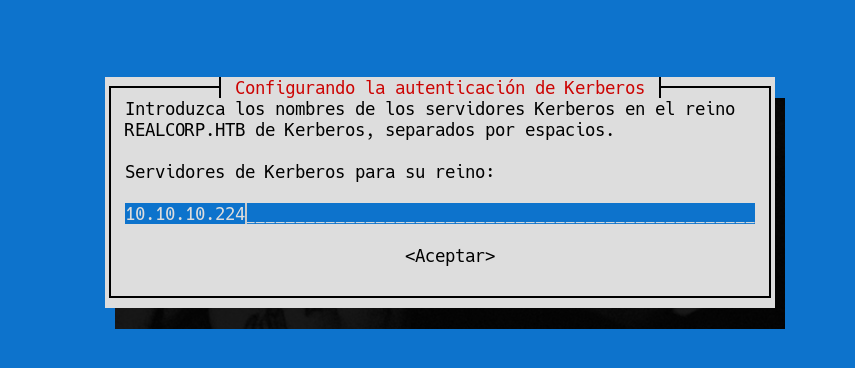 Configurando la autenticación de Kerberos
Introduzca los nombres de los servidores Kerberos en el reino
REALCORP.HTB de Kerberos, separados por espacios.
Servidores de Kerberos para su reino:
10.10.10.224
<Aceptar>